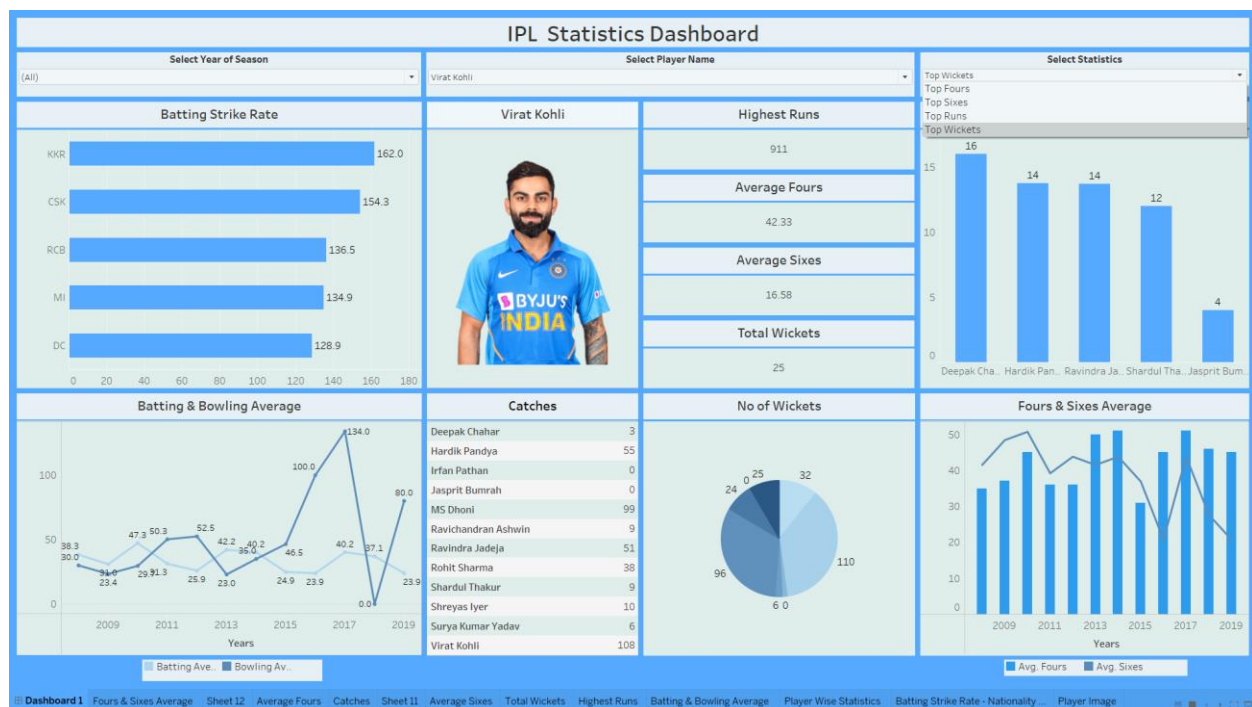 IPL Statistics Dashboard
Select Year of Season
(All)
Select Player Name
Virat Kohli
Select Statistics
Top Wickets
Top Fours
Top Sixes
Top Runs
Top Wickets
Batting Strike Rate
KKR 162.0
CSK 154.3
RCB 136.5
MI 134.9
DC 128.9
0 20 40 60 80 100 120 140 160 180
Virat Kohli
BYJU'S
INDIA
Highest Runs
911
Average Fours
42.33
Average Sixes
16.58
Total Wickets
25
16
15
14 14
12
10
5
4
0
Deepak Cha.. Hardik Pan.. Ravindra Ja.. Shardul Tha.. Jasprit Bum..
Batting & Bowling Average
134.0
100.0
100
80.0
47.3 50.3 52.5
50
38.3 42.2 40.2 46.5 40.2 37.1
30.0 31.0 29.7 31.3 35.0
23.4 25.9 23.0 24.9 23.9 23.9
0 0.0
2009 2011 2013 2015 2017 2019
Years
Batting Ave.. Bowling Av..
Catches
Deepak Chahar 3
Hardik Pandya 55
Irfan Pathan 0
Jasprit Bumrah 0
MS Dhoni 99
Ravichandran Ashwin 9
Ravindra Jadeja 51
Rohit Sharma 38
Shardul Thakur 9
Shreyas Iyer 10
Surya Kumar Yadav 6
Virat Kohli 108
No of Wickets
0 25 32
24
96 110
6 0
Fours & Sixes Average
50
40
30
20
10
0
2009 2011 2013 2015 2017 2019
Years
Avg. Fours Avg. Sixes
Dashboard 1 Fours & Sixes Average Sheet 12 Average Fours Catches Sheet 11 Average Sixes Total Wickets Highest Runs Batting & Bowling Average Player Wise Statistics Batting Strike Rate - Nationality ... Player Image